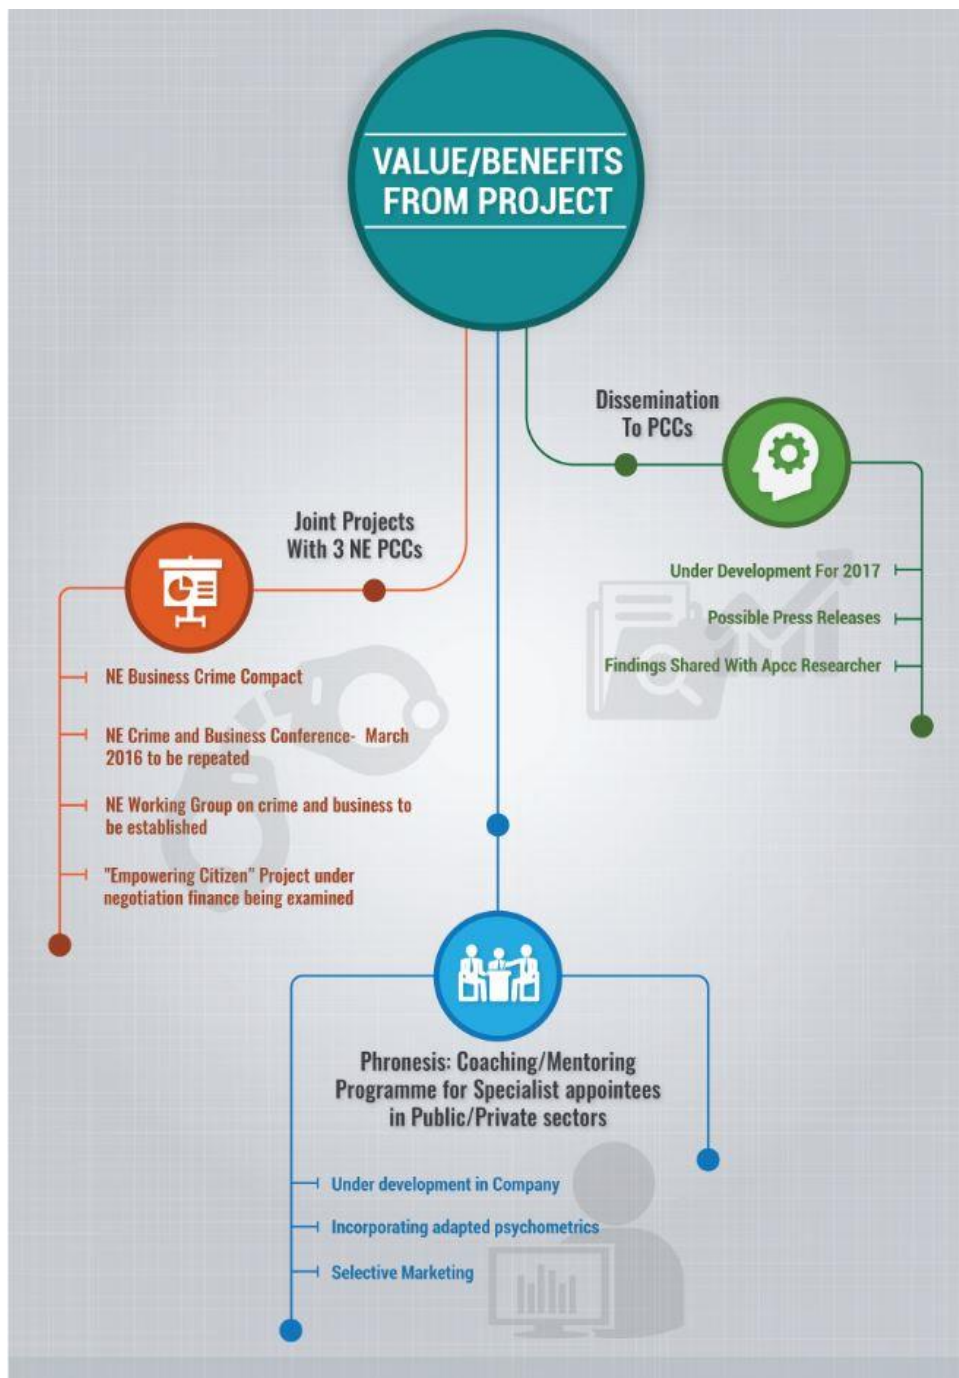 VALUE/BENEFITS
FROM PROJECT
Dissemination
To PCCs
Under Development For 2017
Possible Press Releases
Findings Shared With Apcc Researcher
Joint Projects
With 3 NE PCCs
NE Business Crime Compact
NE Crime and Business Conference- March
2016 to be repeated
NE Working Group on crime and business to
be established
"Empowering Citizen" Project under
negotiation finance being examined
Phronesis: Coaching/Mentoring
Programme for Specialist appointees
in Public/Private sectors
Under development in Company
Incorporating adapted psychometrics
Selective Marketing